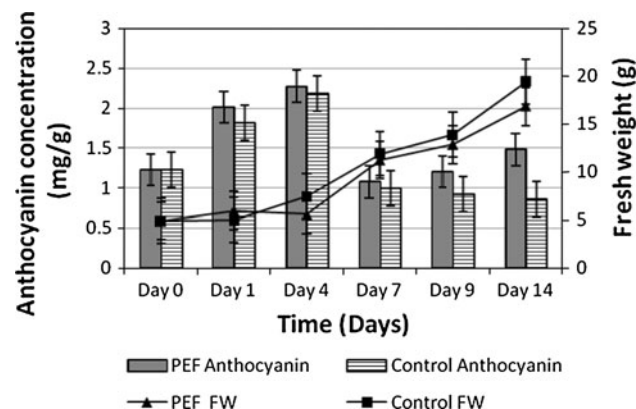 Anthocyanin concentration
(mg/g)
3
2.5
2
1.5
1
0.5
0
25
20
15
10
5
0
Fresh weight (g)
Day 0 Day 1 Day 4 Day 7 Day 9 Day 14
Time (Days)
PEF Anthocyanin Control Anthocyanin
PEF FW Control FW